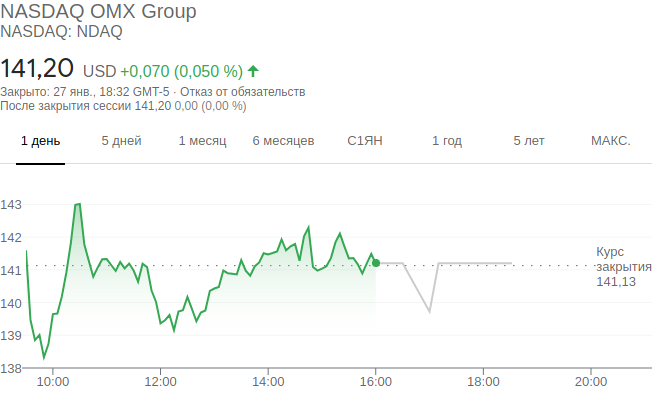 NASDAQ OMX Group
NASDAQ: NDAQ
141,20 USD +0,070 (0,050 %)
Закрыто: 27 янв., 18:32 GMT-5 · Отказ от обязательств
После закрытия сессии 141,20 0,00 (0,00 %)
1 день 5 дней 1 месяц 6 месяцев С1ЯН 1 год 5 лет МАКС.
143
142
141
140
139
138
Курс
закрытия
141,13
10:00 12:00 14:00 16:00 18:00 20:00